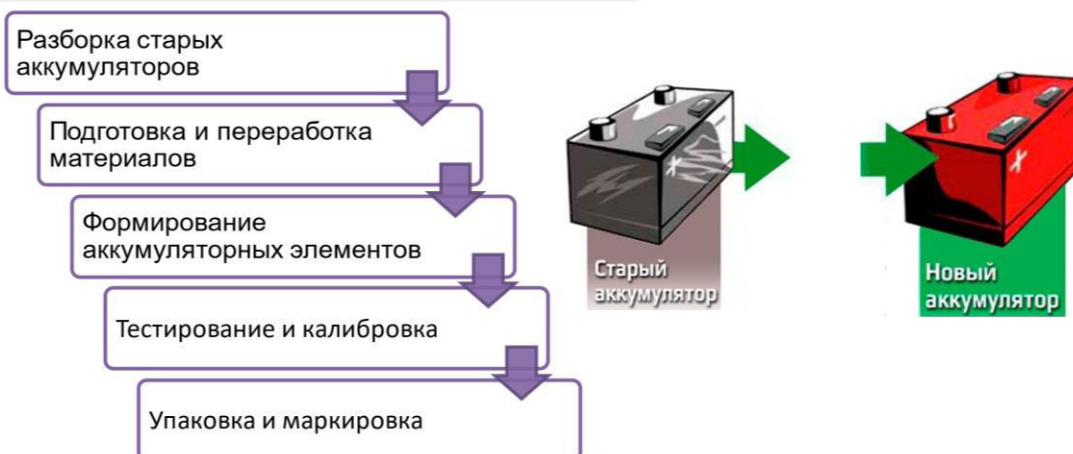 Разборка старых
аккумуляторов
Подготовка и переработка
материалов
Формирование
аккумуляторных элементов
Тестирование и калибровка
Упаковка и маркировка
Старый
аккумулятор
Новый
аккумулятор